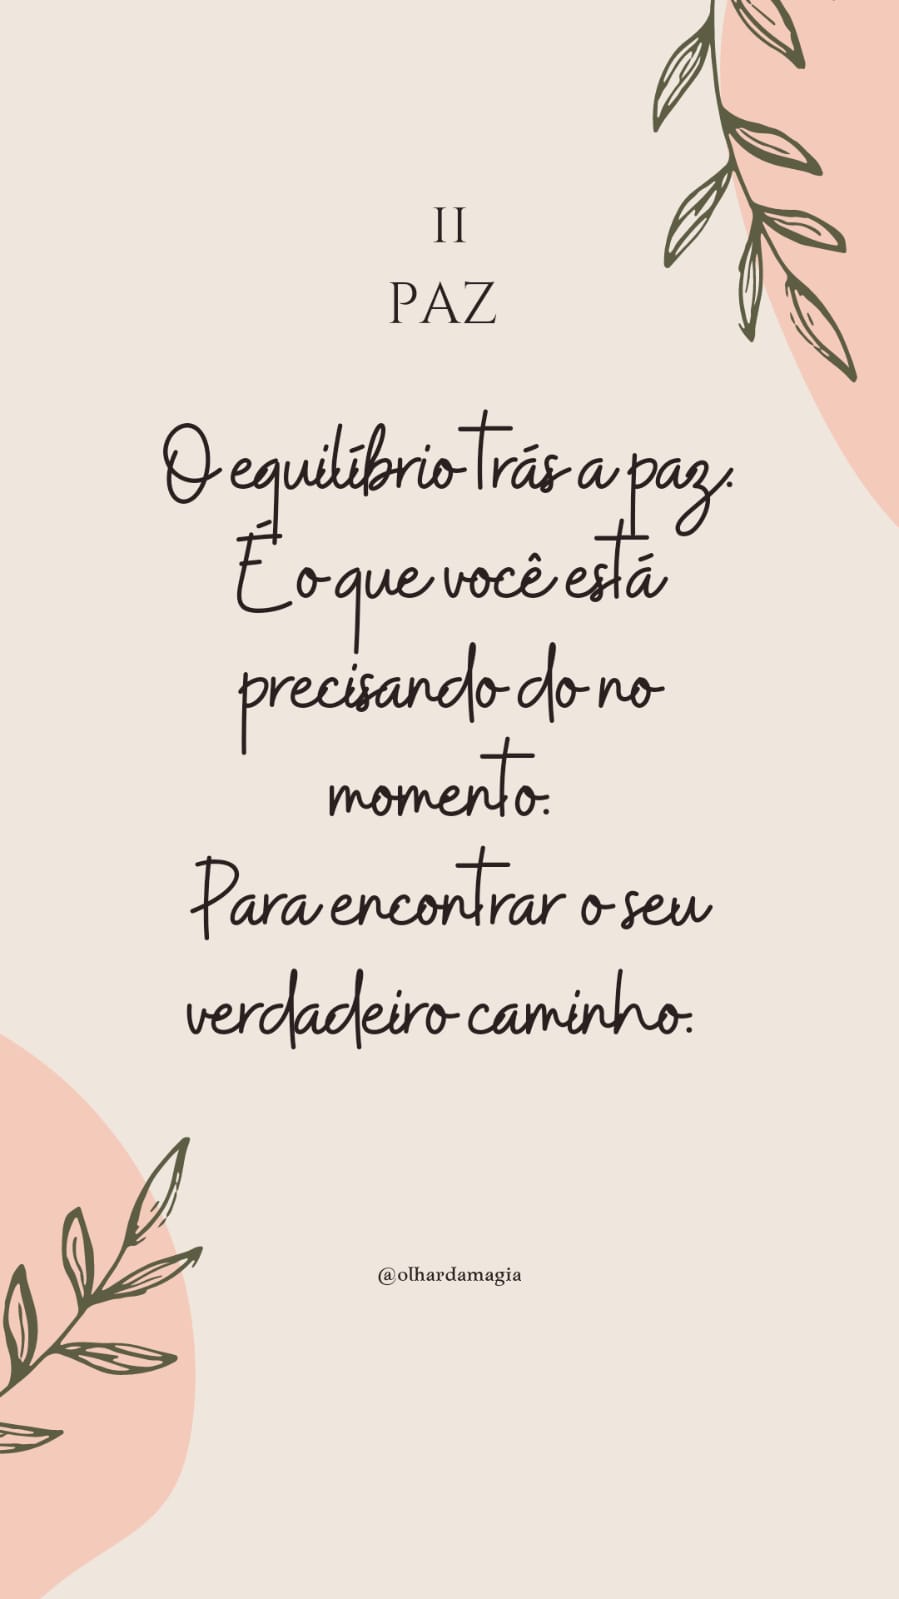 II
PAZ
O equilíbrio trás a paz.
É o que você está
precisando do no
momento.
Para encontrar o seu
verdadeiro caminho.
@olhardamagia